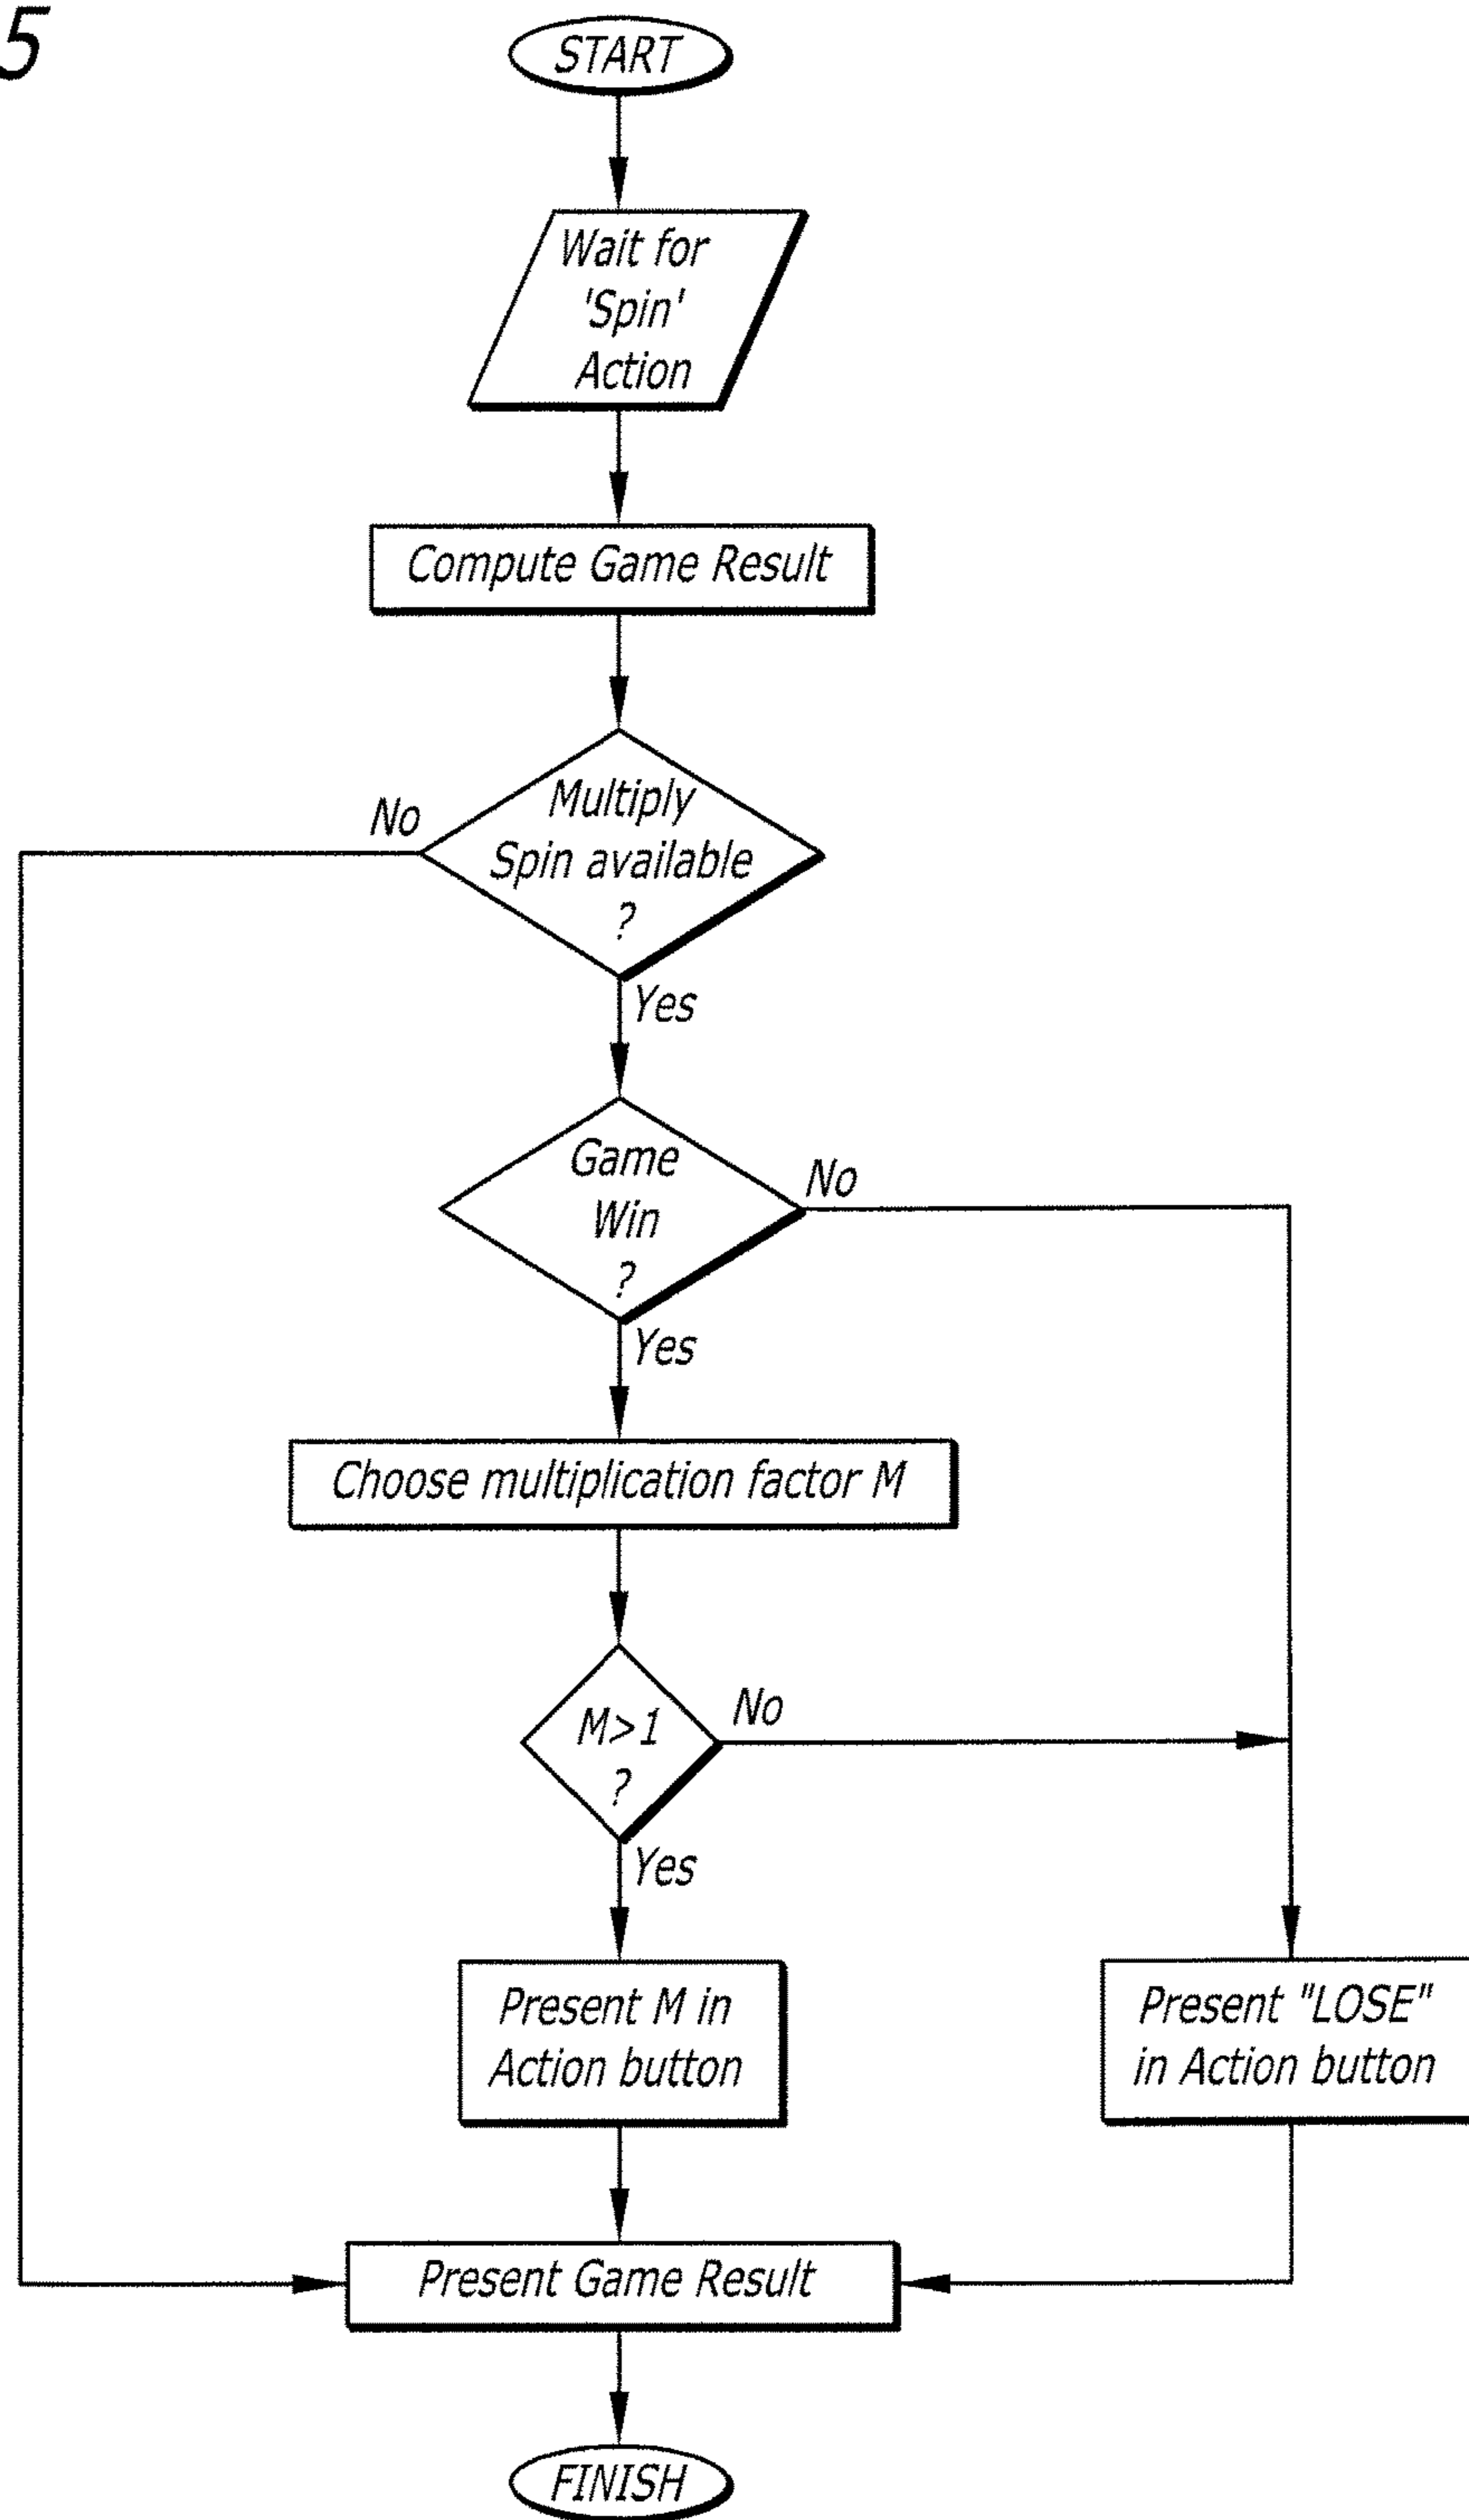 5
START
Wait for
'Spin'
Action
Compute Game Result
Multiply
Spin available
?
No
Yes
Game
Win
?
No
Yes
Choose multiplication factor M
M>1
?
No
Yes
Present M in
Action button
Present "LOSE"
in Action button
Present Game Result
FINISH